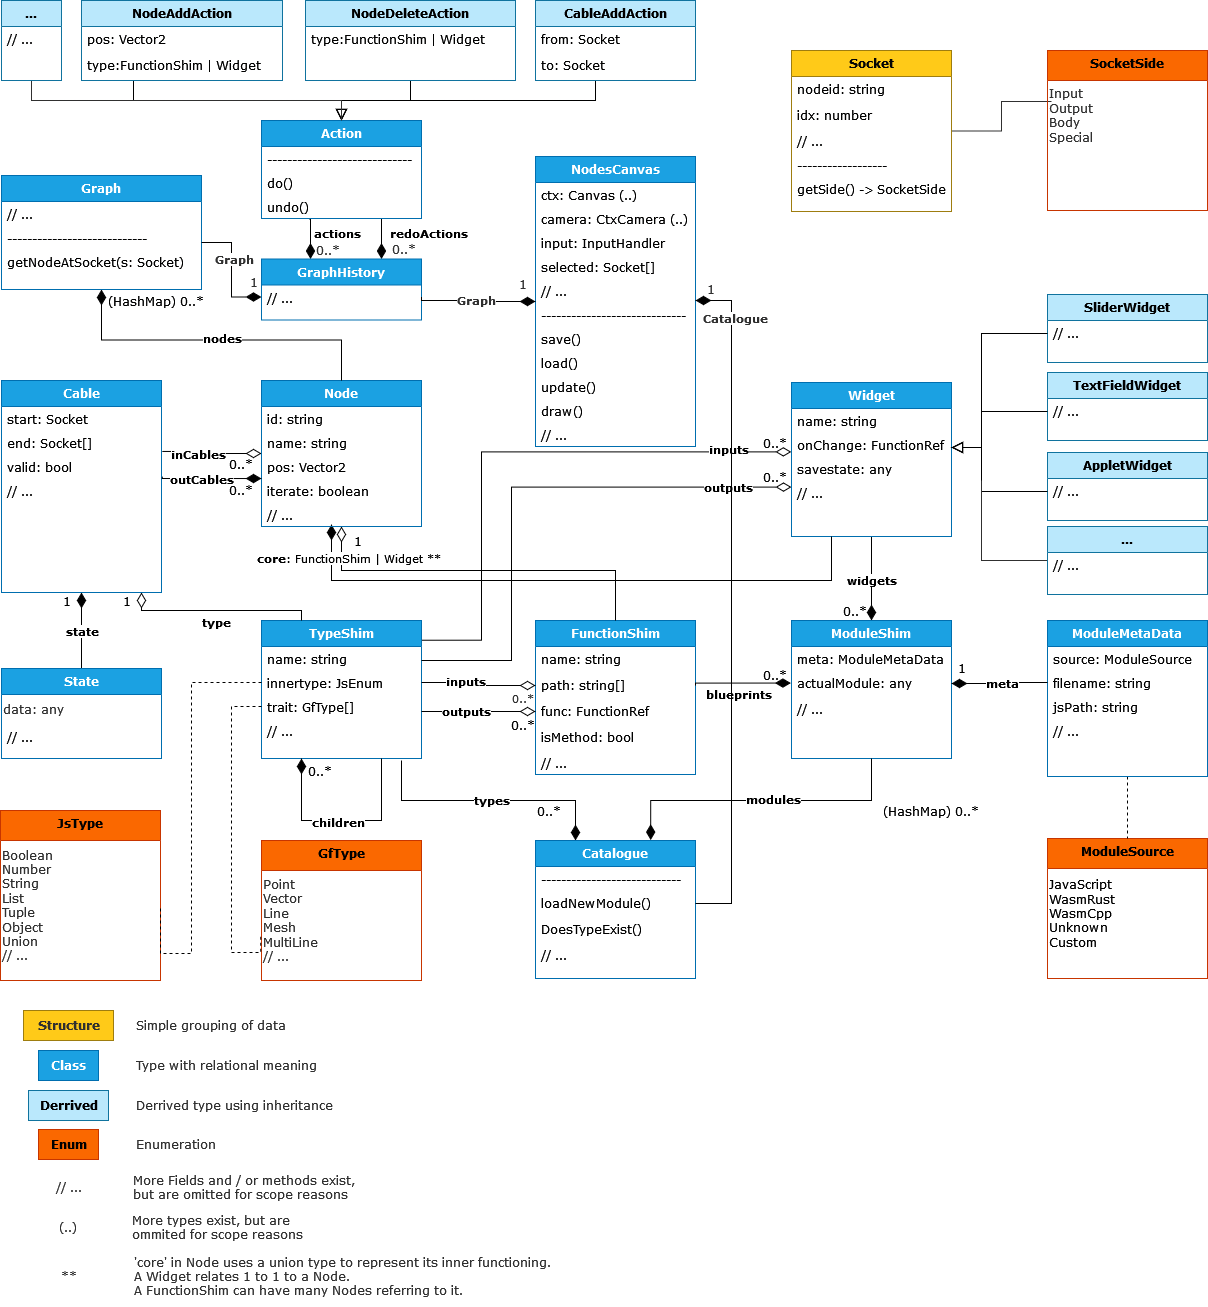 ...
// ...
NodeAddAction
pos: Vector2
type:FunctionShim | Widget
NodeDeleteAction
type:FunctionShim | Widget
CableAddAction
from: Socket
to: Socket
Socket
nodeid: string
idx: number
// ...
------------------
getSide() -> SocketSide
SocketSide
Input
Output
Body
Special
Action
-----------------------------
do()
undo()
actions
0..*
redoActions
0..*
Graph
// ...
----------------------------
getNodeAtSocket(s: Socket)
Graph
1
(HashMap) 0..*
nodes
GraphHistory
// ...
Graph
1
NodesCanvas
ctx: Canvas (..)
camera: CtxCamera (..)
input: InputHandler
selected: Socket[]
// ...
-----------------------------
save()
load()
update()
draw()
// ...
1
Catalogue
SliderWidget
// ...
TextFieldWidget
// ...
AppletWidget
// ...
...
// ...
Cable
start: Socket
end: Socket[]
valid: bool
// ...
inCables
0..*
outCables
0..*
Node
id: string
name: string
pos: Vector2
iterate: boolean
// ...
1
core: FunctionShim | Widget **
Widget
name: string
onChange: FunctionRef
savestate: any
// ...
inputs
0..*
outputs
0..*
widgets
0..*
1
state
1
type
State
data: any
// ...
TypeShim
name: string
innertype: JsEnum
trait: GfType[]
// ...
inputs
0..*
outputs
0..*
0..*
children
FunctionShim
name: string
path: string[]
func: FunctionRef
isMethod: bool
// ...
0..*
blueprints
ModuleShim
meta: ModuleMetaData
actualModule: any
// ...
1
meta
ModuleMetaData
source: ModuleSource
filename: string
jsPath: string
// ...
types
0..*
modules
(HashMap) 0..*
JsType
Boolean
Number
String
List
Tuple
Object
Union
// ...
GfType
Point
Vector
Line
Mesh
MultiLine
// ...
Catalogue
----------------------------
loadNewModule()
DoesTypeExist()
// ...
ModuleSource
JavaScript
WasmRust
WasmCpp
Unknown
Custom
Structure
Simple grouping of data
Class
Type with relational meaning
Derrived
Derrived type using inheritance
Enum
Enumeration
// ...
More Fields and / or methods exist,
but are omitted for scope reasons
(..)
More types exist, but are
ommited for scope reasons
**
'core' in Node uses a union type to represent its inner functioning.
A Widget relates 1 to 1 to a Node.
A FunctionShim can have many Nodes referring to it.